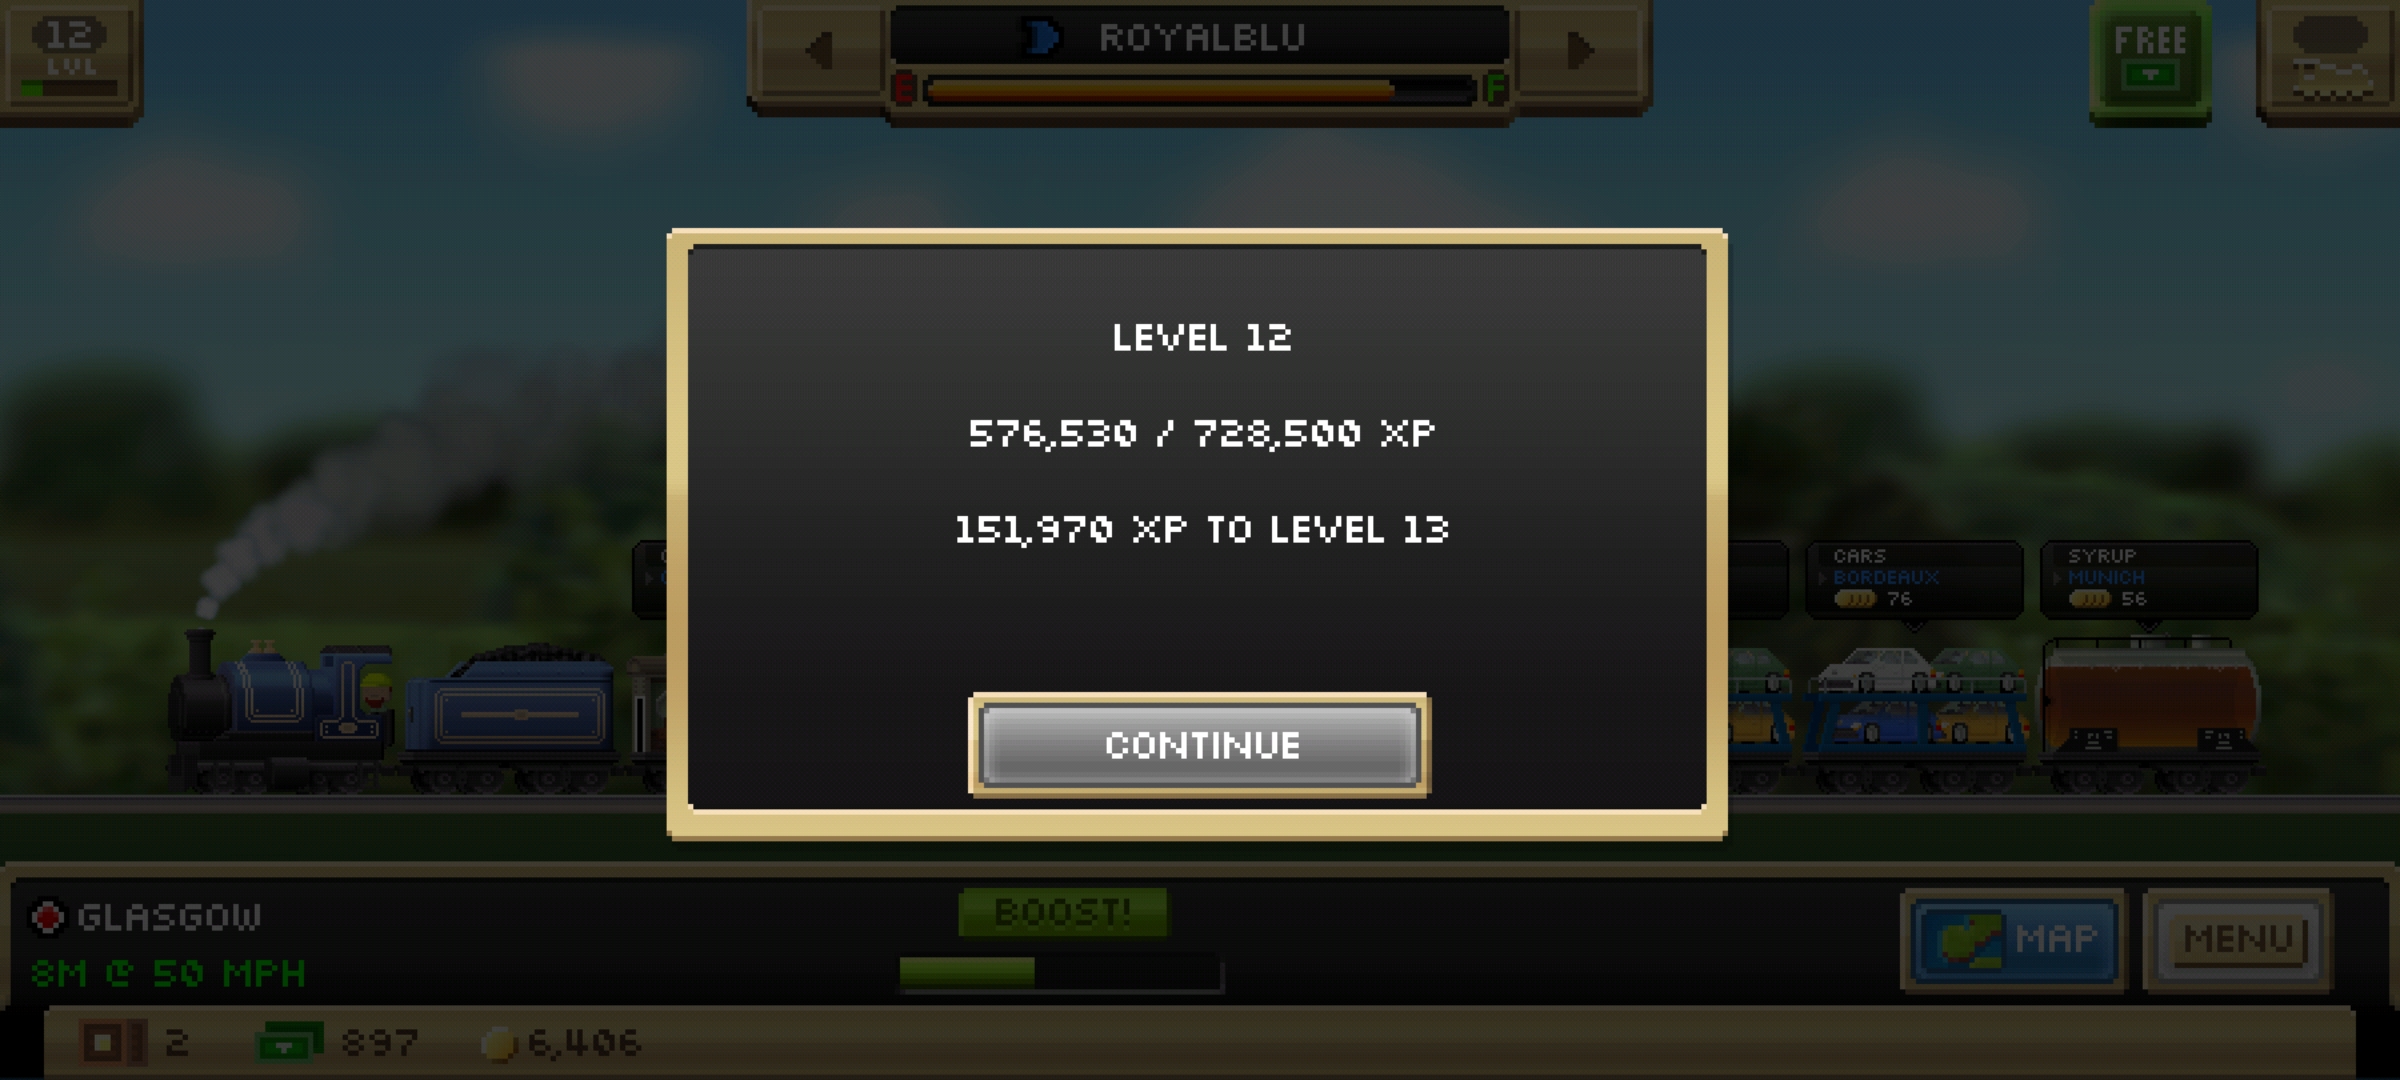 12
LVL
ROYALBLU
E
F
FREE
LEVEL 12
576,530 / 728,500 XP
151,970 XP TO LEVEL 13
CONTINUE
CARS
BORDEAUX
76
SYRUP
MUNICH
56
GLASGOW
8M @ 50 MPH
BOOST!
MAP
MENU
2
897
6,406